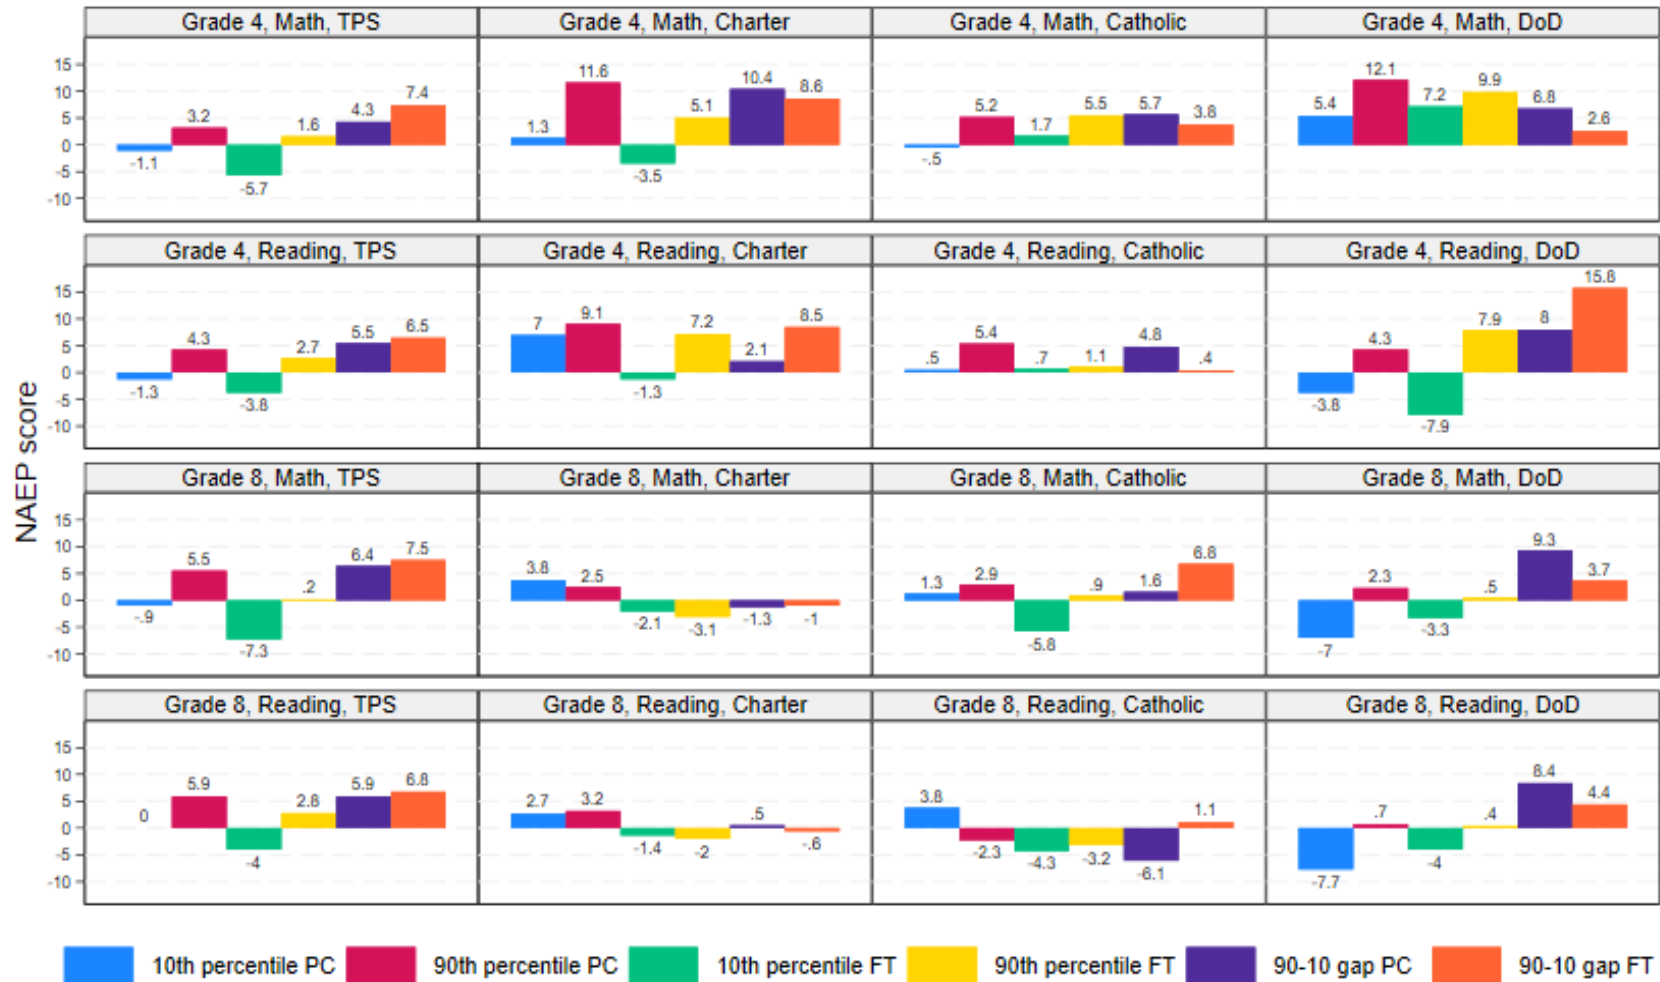 Grade 4, Math, TPS Grade 4, Math, Charter Grade 4, Math, Catholic Grade 4, Math, DoD
15
10
5
0
-5
-10
-1.1 3.2 -5.7 1.6 4.3 7.4
1.3 11.6 -3.5 5.1 10.4 8.6
-.5 5.2 1.7 5.5 5.7 3.8
5.4 12.1 7.2 9.9 6.8 2.6
Grade 4, Reading, TPS Grade 4, Reading, Charter Grade 4, Reading, Catholic Grade 4, Reading, DoD
15
10
5
0
-5
-10
-1.3 4.3 -3.8 2.7 5.5 6.5
7 9.1 -1.3 7.2 2.1 8.5
.5 5.4 .7 1.1 4.8 .4
-3.8 4.3 -7.9 7.9 8 15.8
NAEP score
Grade 8, Math, TPS Grade 8, Math, Charter Grade 8, Math, Catholic Grade 8, Math, DoD
15
10
5
0
-5
-10
-.9 5.5 -7.3 .2 6.4 7.5
3.8 2.5 -2.1 -3.1 -1.3 -1
1.3 2.9 -5.8 .9 1.6 6.8
-7 2.3 -3.3 .5 9.3 3.7
Grade 8, Reading, TPS Grade 8, Reading, Charter Grade 8, Reading, Catholic Grade 8, Reading, DoD
15
10
5
0
-5
-10
0 5.9 -4 2.8 5.9 6.8
2.7 3.2 -1.4 -2 .5 -.6
3.8 -2.3 -4.3 -3.2 -6.1 1.1
-7.7 .7 -4 .4 8.4 4.4
10th percentile PC 90th percentile PC 10th percentile FT 90th percentile FT 90-10 gap PC 90-10 gap FT